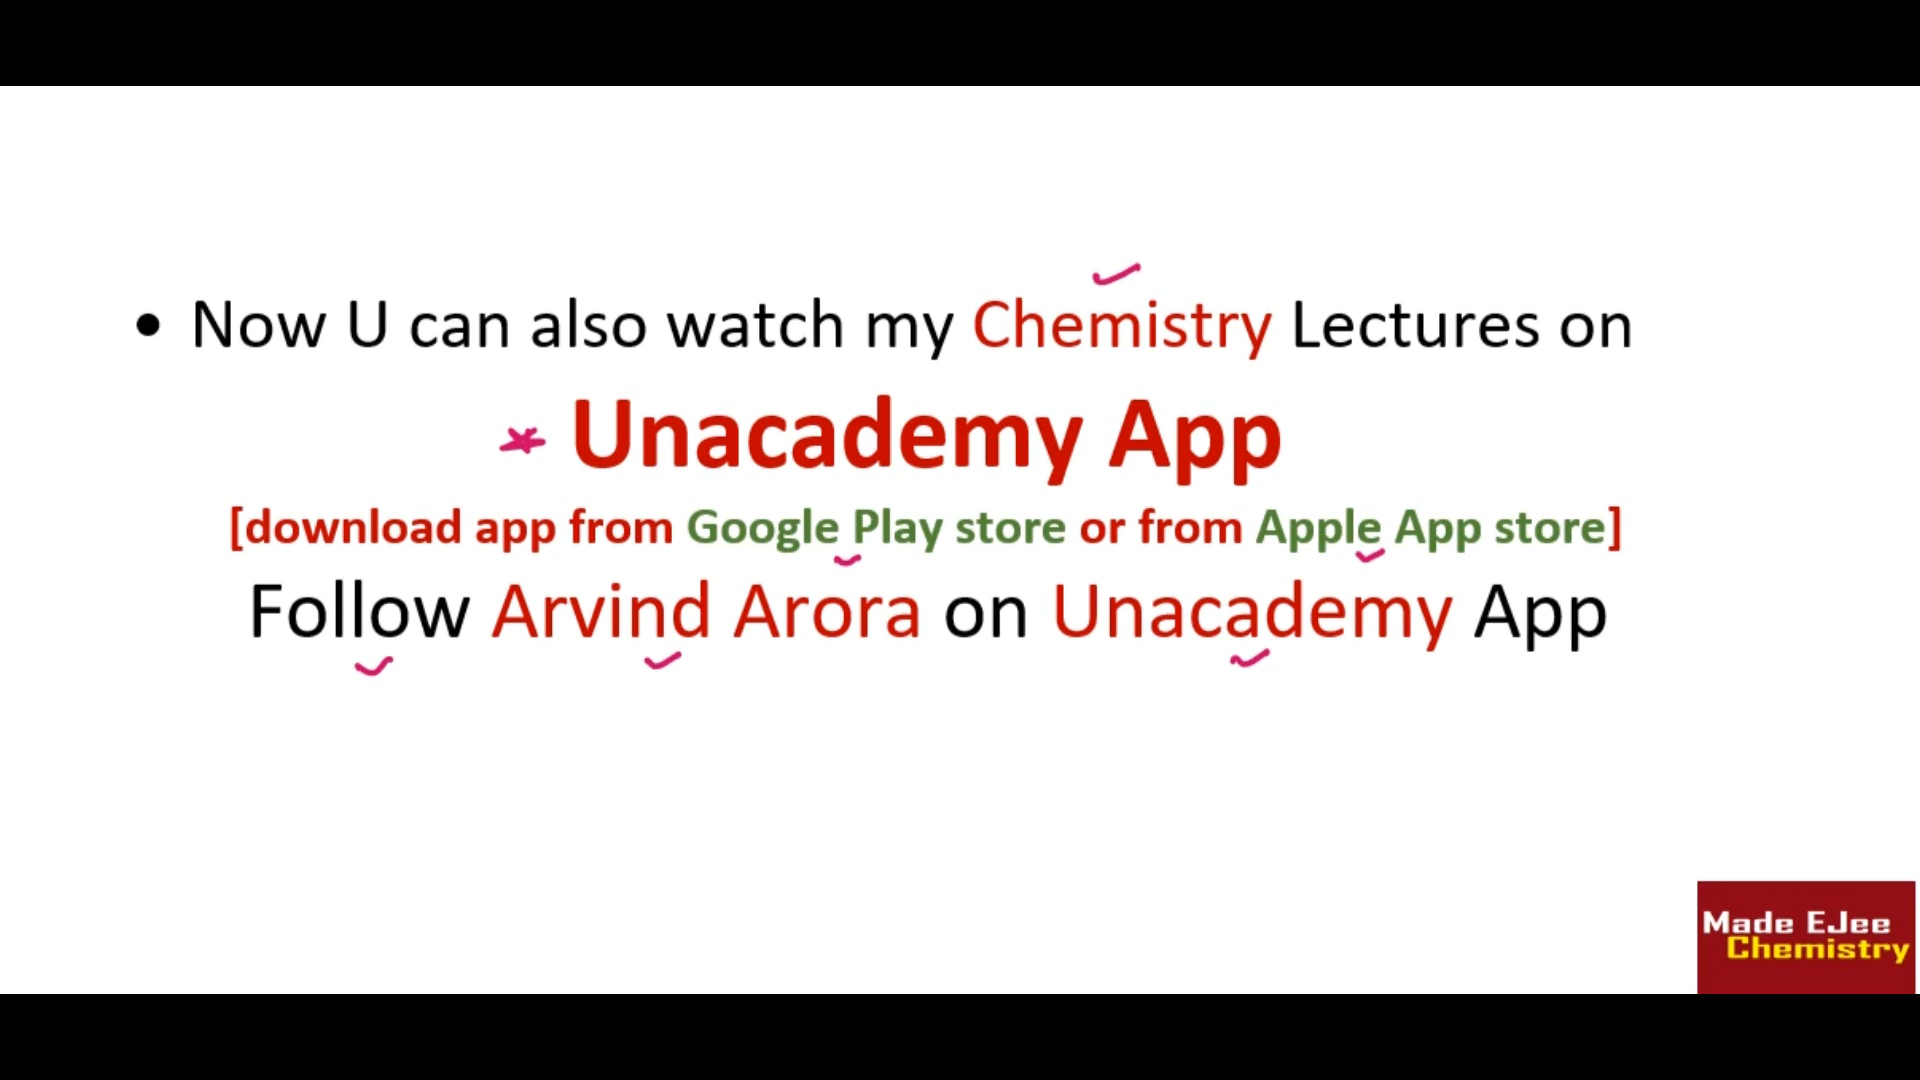 • Now U can also watch my Chemistry Lectures on
* Unacademy App
[download app from Google Play store or from Apple App store]
Follow Arvind Arora on Unacademy App
Made EJee
Chemistry